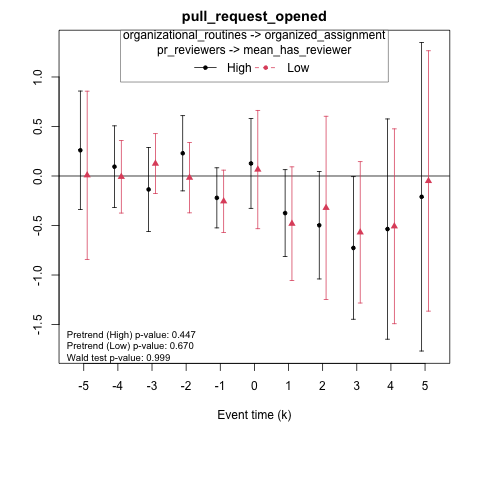 pull_request_opened
organizational_routines -> organized_assignment
pr_reviewers -> mean_has_reviewer
High Low
1.0
0.5
0.0
-0.5
-1.0
-1.5
Pretrend (High) p-value: 0.447
Pretrend (Low) p-value: 0.670
Wald test p-value: 0.999
-5 -4 -3 -2 -1 0 1 2 3 4 5
Event time (k)